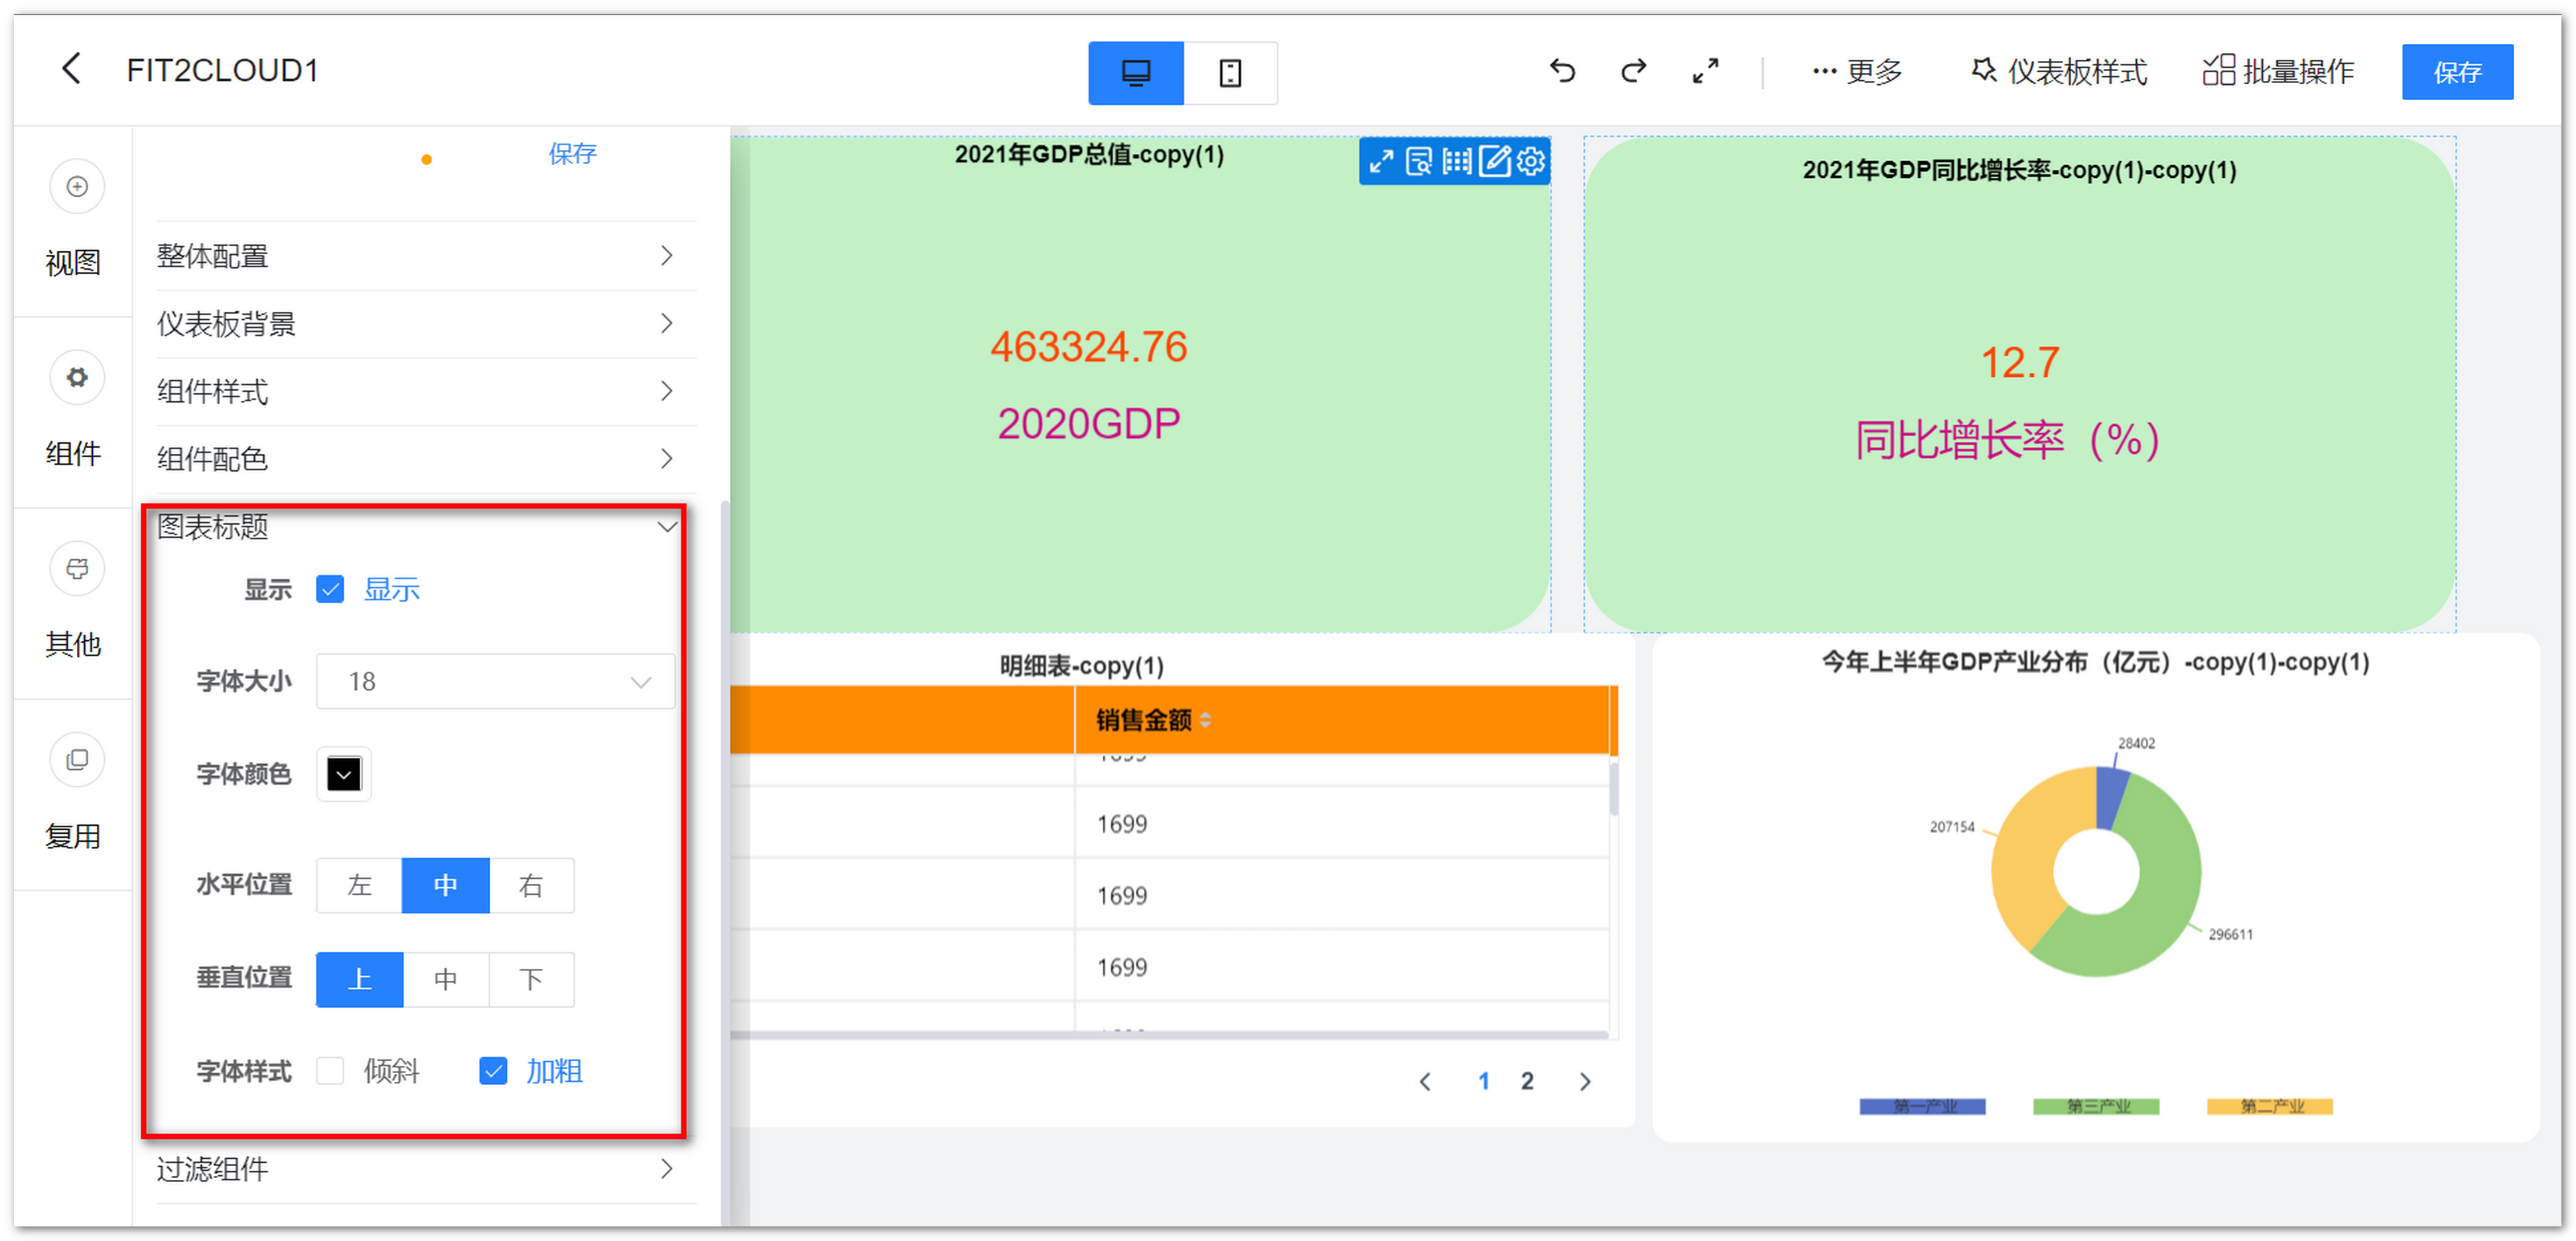 FIT2CLOUD1
更多
仪表板样式
批量操作
保存
视图
组件
其他
复用
保存
整体配置
仪表板背景
组件样式
组件配色
图表标题
显示 显示
字体大小 18
字体颜色
水平位置 左 中 右
垂直位置 上 中 下
字体样式 倾斜 加粗
过滤组件
2021年GDP总值-copy(1)
463324.76
2020GDP
2021年GDP同比增长率-copy(1)-copy(1)
12.7
同比增长率（%）
明细表-copy(1)
销售金额
1699
1699
1699
1 2
今年上半年GDP产业分布（亿元）-copy(1)-copy(1)
28402
207154
296611
第一产业 第三产业 第二产业